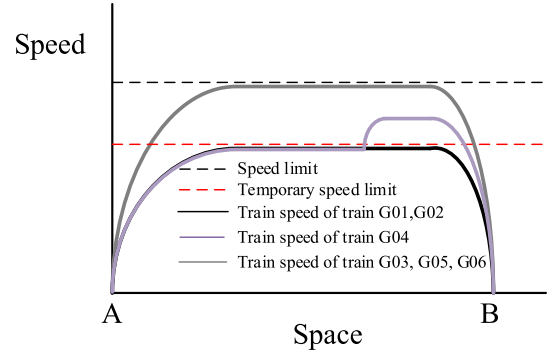 Speed
Speed limit
Temporary speed limit
Train speed of train G01,G02
Train speed of train G04
Train speed of train G03, G05, G06
A
B
Space